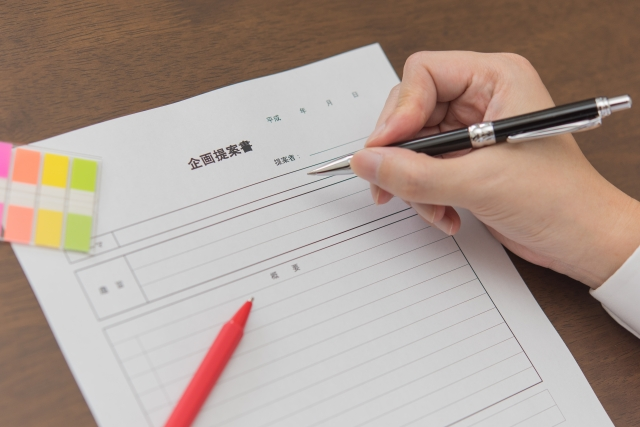 平成　年　月　日
企画提案書
提案者：
概　要